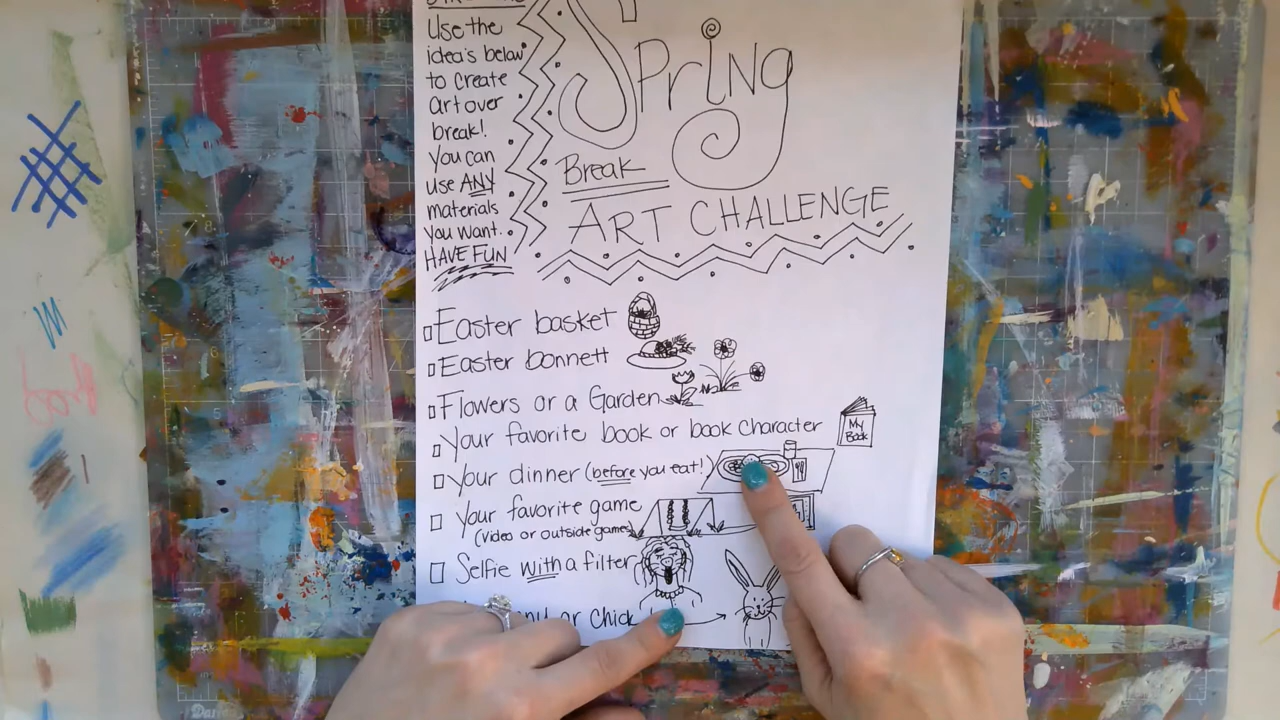 Use the
idea's below
to create
art over
break!
You can
use ANY
materials
you want.
HAVE FUN
Spring
Break
ART CHALLENGE
Easter basket
Easter bonnett
Flowers or a Garden
Your favorite book or book character
My
Book
Your dinner (before you eat!)
Your favorite game
(video or outside game)
Selfie with a filter
or chick